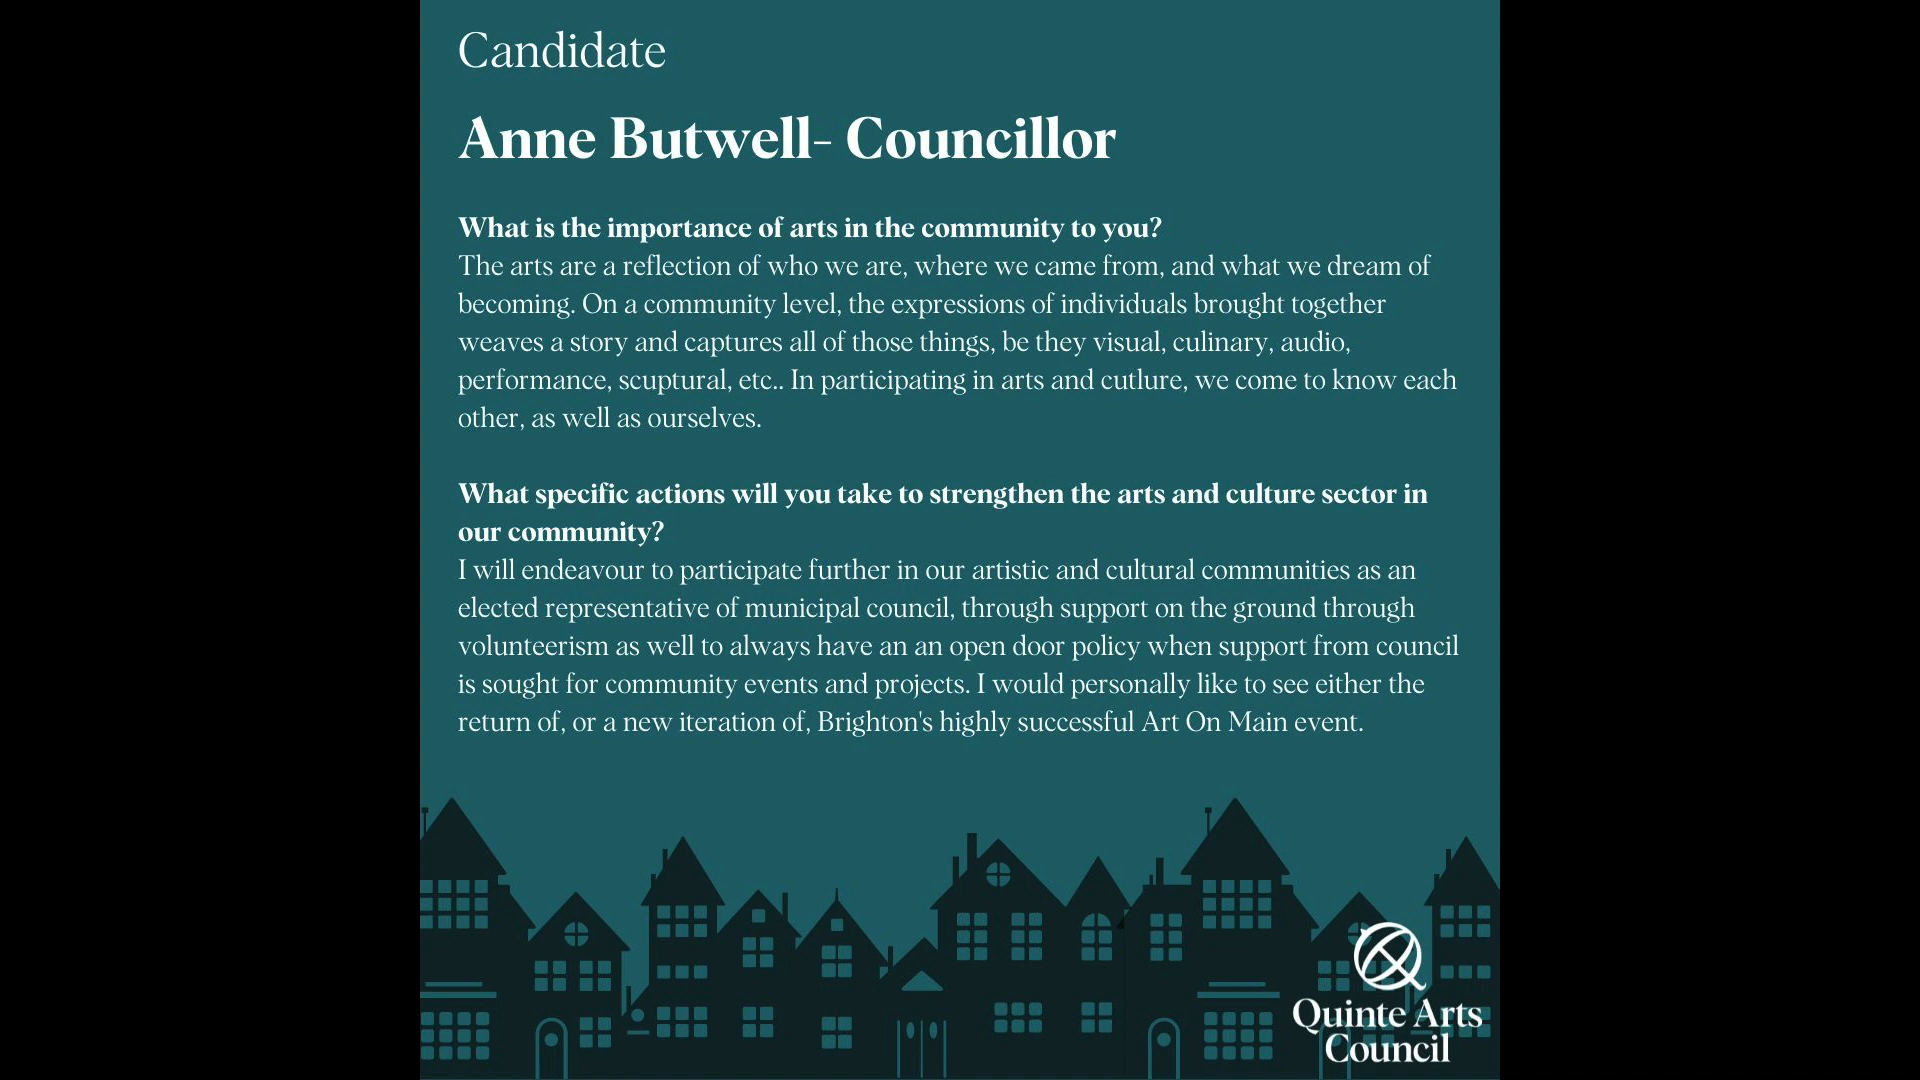 Candidate
Anne Butwell- Councillor
What is the importance of arts in the community to you?
The arts are a reflection of who we are, where we came from, and what we dream of
becoming. On a community level, the expressions of individuals brought together
weaves a story and captures all of those things, be they visual, culinary, audio,
performance, scuptural, etc.. In participating in arts and cutlure, we come to know each
other, as well as ourselves.
What specific actions will you take to strengthen the arts and culture sector in
our community?
I will endeavour to participate further in our artistic and cultural communities as an
elected representative of municipal council, through support on the ground through
volunteerism as well to always have an an open door policy when support from council
is sought for community events and projects. I would personally like to see either the
return of, or a new iteration of, Brighton's highly successful Art On Main event.
Quinte Arts
Council